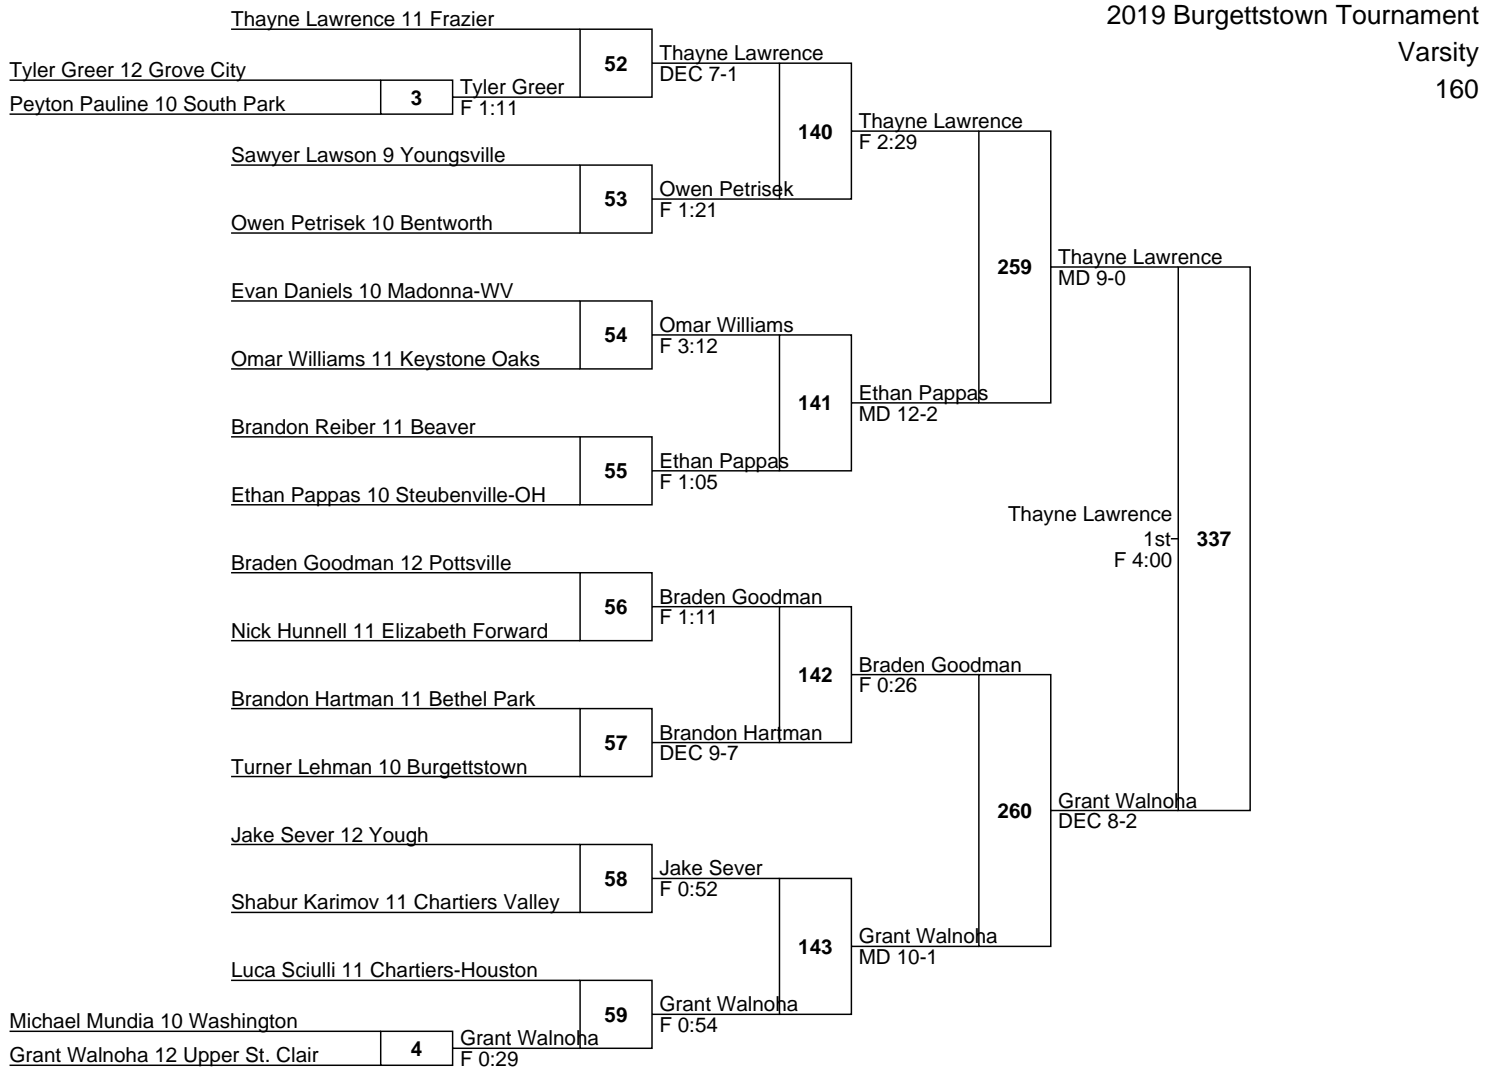 2019 Burgettstown Tournament
Varsity
160
Thayne Lawrence 11 Frazier
Tyler Greer 12 Grove City
Peyton Pauline 10 South Park
3
Tyler Greer
F 1:11
52
Thayne Lawrence
DEC 7-1
Sawyer Lawson 9 Youngsville
Owen Petrisek 10 Bentworth
53
Owen Petrisek
F 1:21
140
Thayne Lawrence
F 2:29
Evan Daniels 10 Madonna-WV
Omar Williams 11 Keystone Oaks
54
Omar Williams
F 3:12
Brandon Reiber 11 Beaver
Ethan Pappas 10 Steubenville-OH
55
Ethan Pappas
F 1:05
141
Ethan Pappas
MD 12-2
259
Thayne Lawrence
MD 9-0
Braden Goodman 12 Pottsville
Nick Hunnell 11 Elizabeth Forward
56
Braden Goodman
F 1:11
Brandon Hartman 11 Bethel Park
Turner Lehman 10 Burgettstown
57
Brandon Hartman
DEC 9-7
142
Braden Goodman
F 0:26
Jake Sever 12 Yough
Shabur Karimov 11 Chartiers Valley
58
Jake Sever
F 0:52
Luca Sciulli 11 Chartiers-Houston
Michael Mundia 10 Washington
Grant Walnoha 12 Upper St. Clair
4
Grant Walnoha
F 0:29
59
Grant Walnoha
F 0:54
143
Grant Walnoha
MD 10-1
260
Grant Walnoha
DEC 8-2
Thayne Lawrence
1st
F 4:00
337